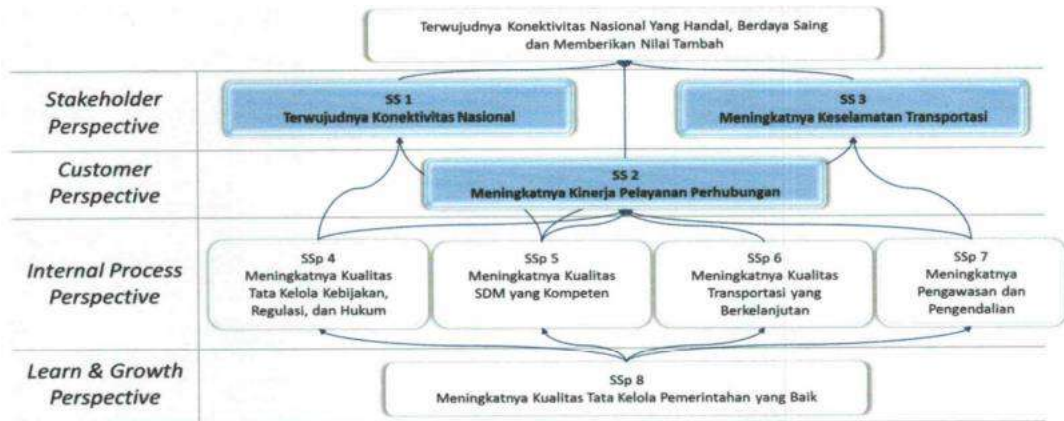 Terwujudnya Konektivitas Nasional Yang Handal, Berdaya Saing
dan Memberikan Nilai Tambah
Stakeholder
Perspective
SS 1
Terwujudnya Konektivitas Nasional
SS 3
Meningkatnya Keselamatan Transportasi
Customer
Perspective
SS 2
Meningkatnya Kinerja Pelayanan Perhubungan
Internal Process
Perspective
SSp 4
Meningkatnya Kualitas
Tata Kelola Kebijakan,
Regulasi, dan Hukum
SSp 5
Meningkatnya Kualitas
SDM yang Kompeten
SSp 6
Meningkatnya Kualitas
Transportasi yang
Berkelanjutan
SSp 7
Meningkatnya
Pengawasan dan
Pengendalian
Learn & Growth
Perspective
SSp 8
Meningkatnya Kualitas Tata Kelola Pemerintahan yang Baik